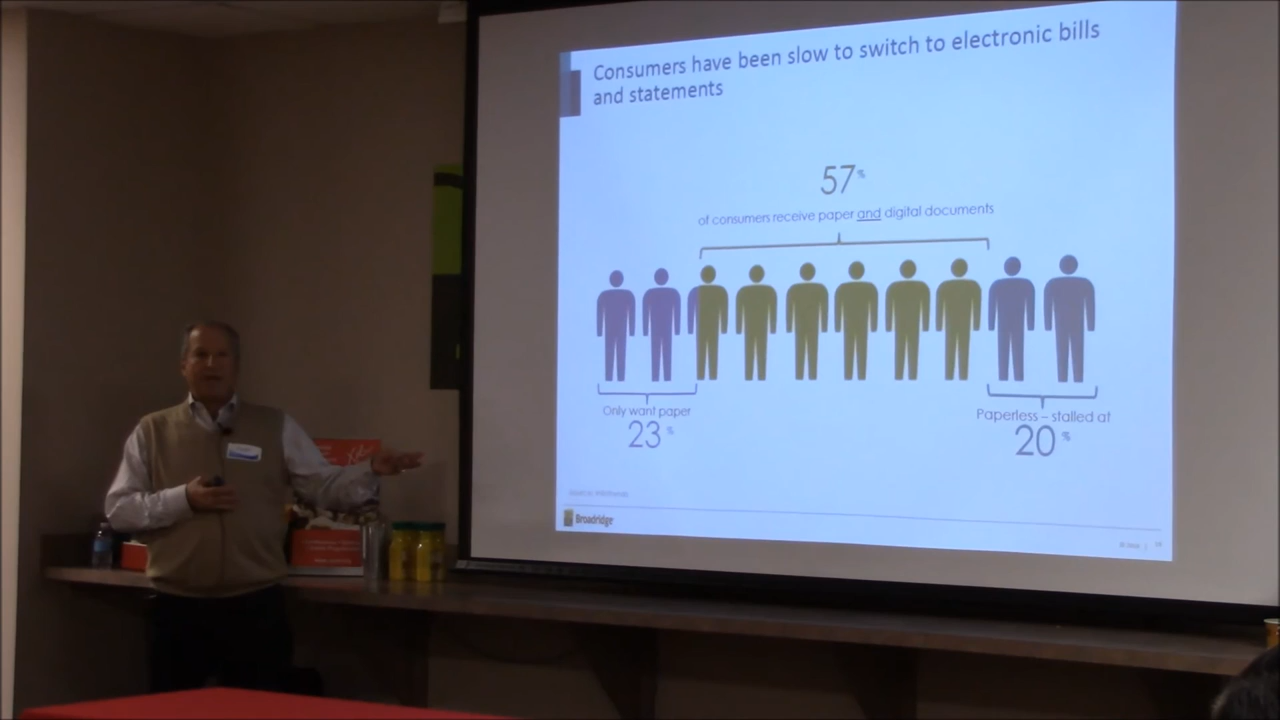 Consumers have been slow to switch to electronic bills
and statements
57%
of consumers receive paper and digital documents
Only want paper
23 %
Paperless – stalled at
20 %
Broadridge